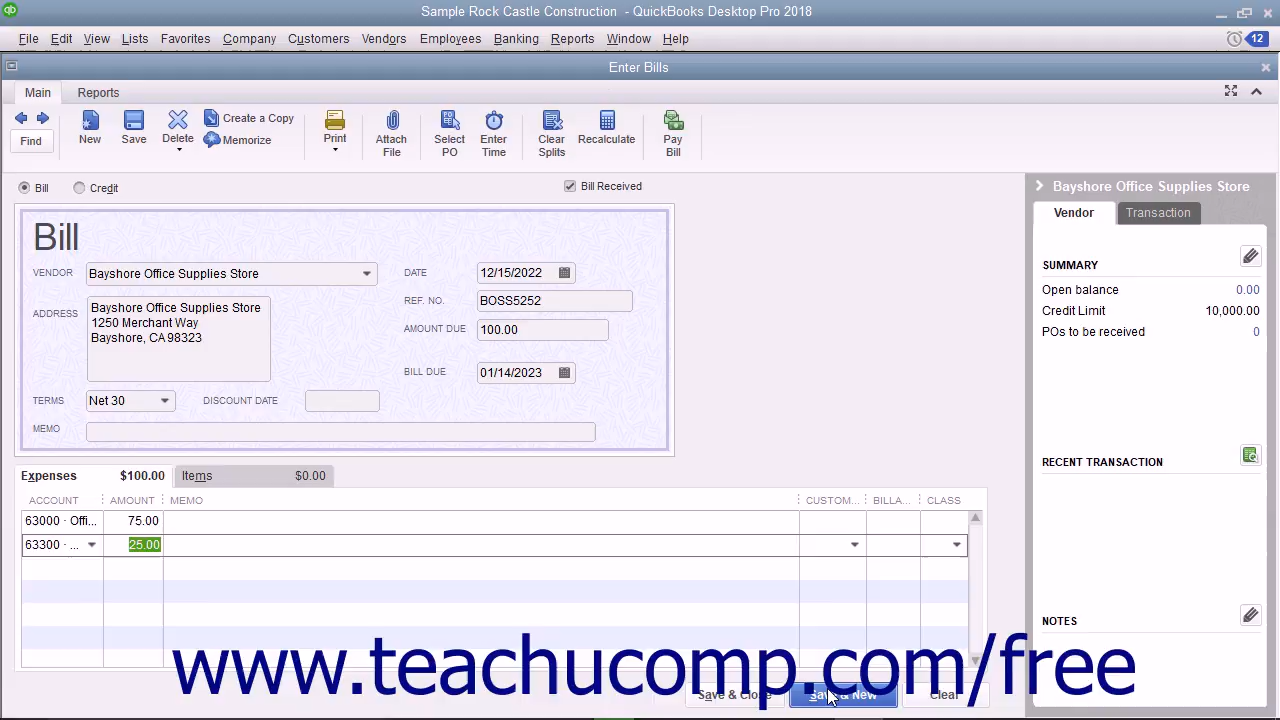 Sample Rock Castle Construction - QuickBooks Desktop Pro 2018
File Edit View Lists Favorites Company Customers Vendors Employees Banking Reports Window Help 12
Enter Bills
Main Reports
Find New Save Delete Create a Copy Memorize Print Attach File Select PO Enter Time Clear Splits Recalculate Pay Bill
Bill Credit Bill Received
Bill
VENDOR Bayshore Office Supplies Store DATE 12/15/2022
ADDRESS Bayshore Office Supplies Store REF. NO. BOSS5252
1250 Merchant Way AMOUNT DUE 100.00
Bayshore, CA 98323
BILL DUE 01/14/2023
TERMS Net 30 DISCOUNT DATE
MEMO
Expenses $100.00 Items $0.00
ACCOUNT AMOUNT MEMO CUSTOM... BILLA... CLASS
63000 · Offi... 75.00
63300 · ... 25.00
Save & Close Save & New Clear
Bayshore Office Supplies Store
Vendor Transaction
SUMMARY
Open balance 0.00
Credit Limit 10,000.00
POs to be received 0
RECENT TRANSACTION
NOTES
www.teachucomp.com/free